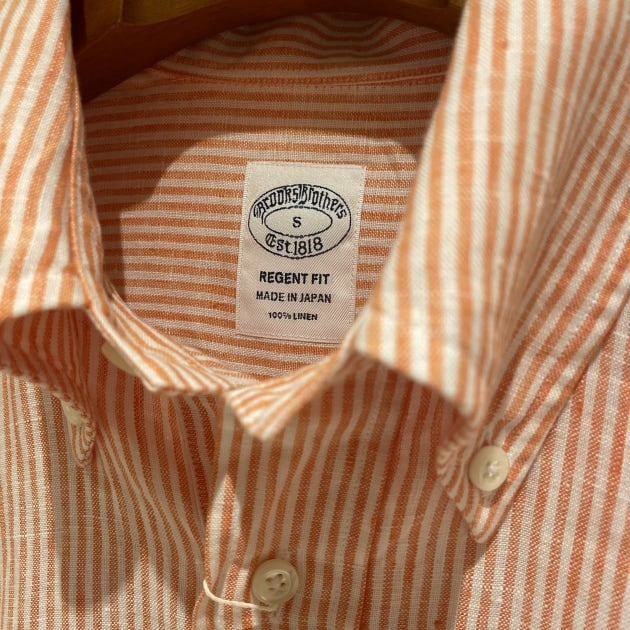 Brooks Brothers
S
Est. 1818
REGENT FIT
MADE IN JAPAN
100% LINEN